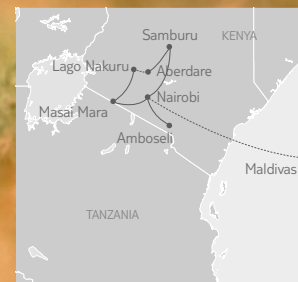 Samburu
KENYA
Lago Nakuru
Aberdare
Nairobi
Masai Mara
Amboseli
Maldivas
TANZANIA